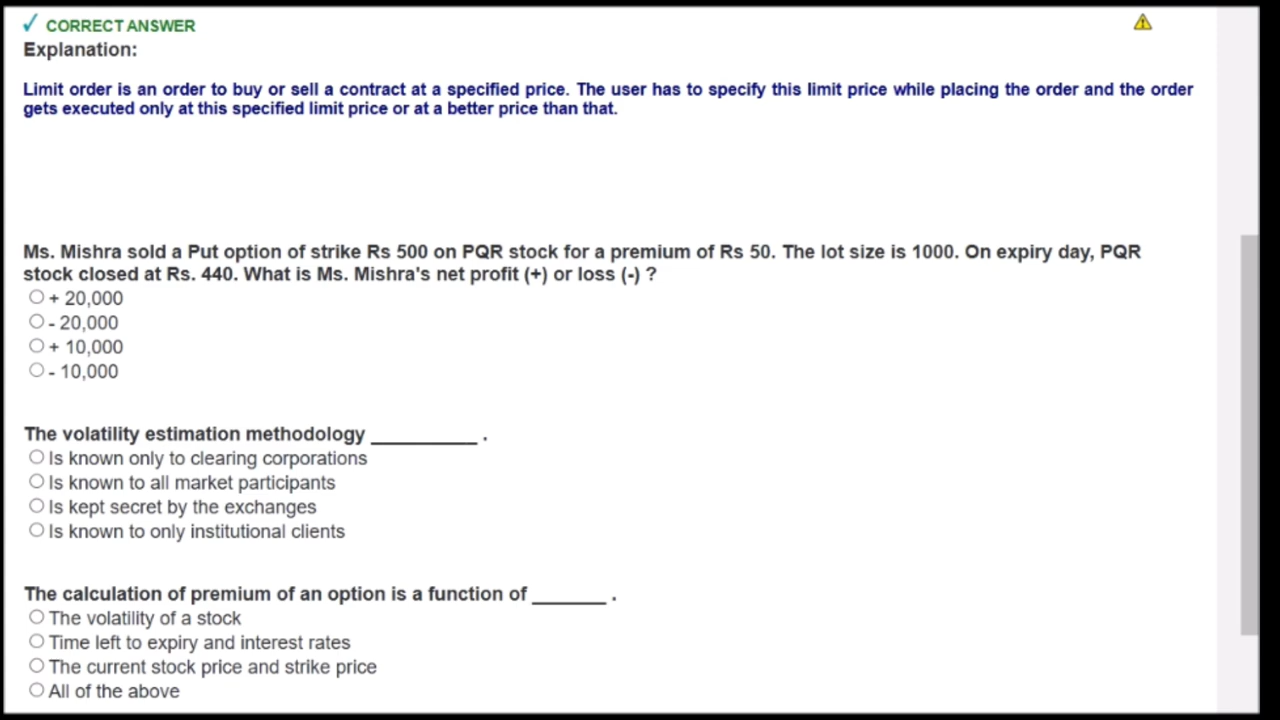 ✓ CORRECT ANSWER
Explanation:
Limit order is an order to buy or sell a contract at a specified price. The user has to specify this limit price while placing the order and the order
gets executed only at this specified limit price or at a better price than that.
Ms. Mishra sold a Put option of strike Rs 500 on PQR stock for a premium of Rs 50. The lot size is 1000. On expiry day, PQR
stock closed at Rs. 440. What is Ms. Mishra's net profit (+) or loss (-) ?
+ 20,000
- 20,000
+ 10,000
- 10,000
The volatility estimation methodology __________ .
Is known only to clearing corporations
Is known to all market participants
Is kept secret by the exchanges
Is known to only institutional clients
The calculation of premium of an option is a function of _______ .
The volatility of a stock
Time left to expiry and interest rates
The current stock price and strike price
All of the above